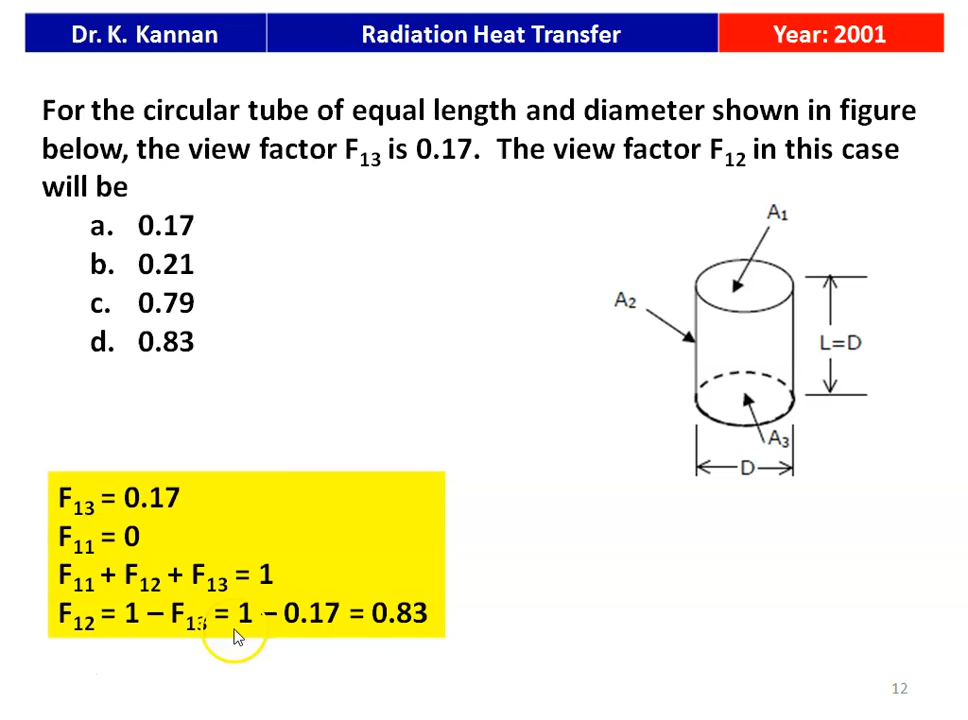 Dr. K. Kannan
Radiation Heat Transfer
Year: 2001
For the circular tube of equal length and diameter shown in figure
below, the view factor F₁₃ is 0.17. The view factor F₁₂ in this case
will be
a. 0.17
b. 0.21
c. 0.79
d. 0.83
A₁
A₂
L=D
A₃
D
F₁₃ = 0.17
F₁₁ = 0
F₁₁ + F₁₂ + F₁₃ = 1
F₁₂ = 1 – F₁₃ = 1 – 0.17 = 0.83
12